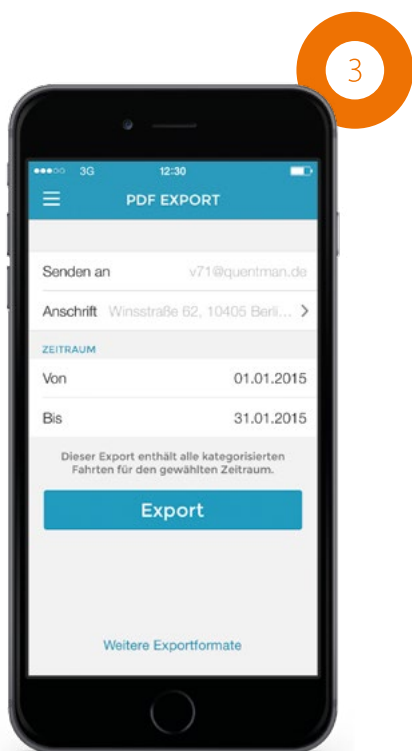 3
3G 12:30
PDF EXPORT
Senden an v71@quentman.de
Anschrift Winsstraße 62, 10405 Berli... >
ZEITRAUM
Von 01.01.2015
Bis 31.01.2015
Dieser Export enthält alle kategorisierten
Fahrten für den gewählten Zeitraum.
Export
Weitere Exportformate